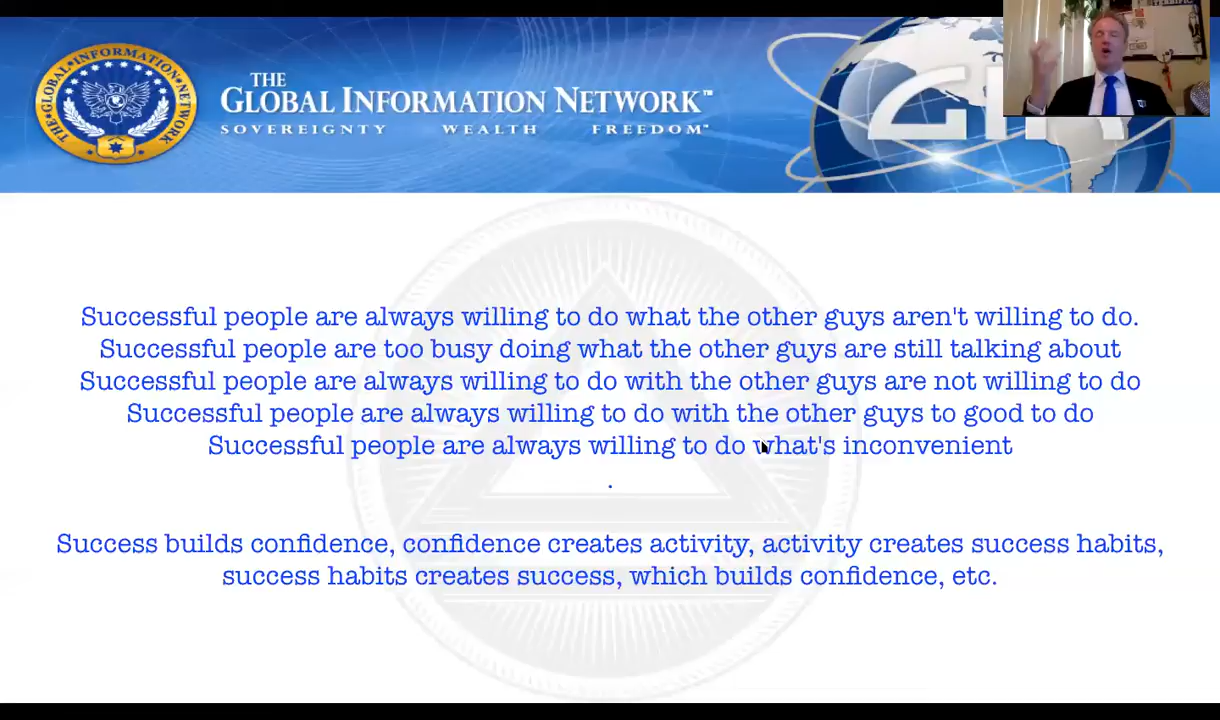 THE GLOBAL INFORMATION NETWORK
THE
GLOBAL INFORMATION NETWORK™
SOVEREIGNTY WEALTH FREEDOM™
Successful people are always willing to do what the other guys aren't willing to do.
Successful people are too busy doing what the other guys are still talking about
Successful people are always willing to do with the other guys are not willing to do
Successful people are always willing to do with the other guys to good to do
Successful people are always willing to do what's inconvenient
.
Success builds confidence, confidence creates activity, activity creates success habits,
success habits creates success, which builds confidence, etc.